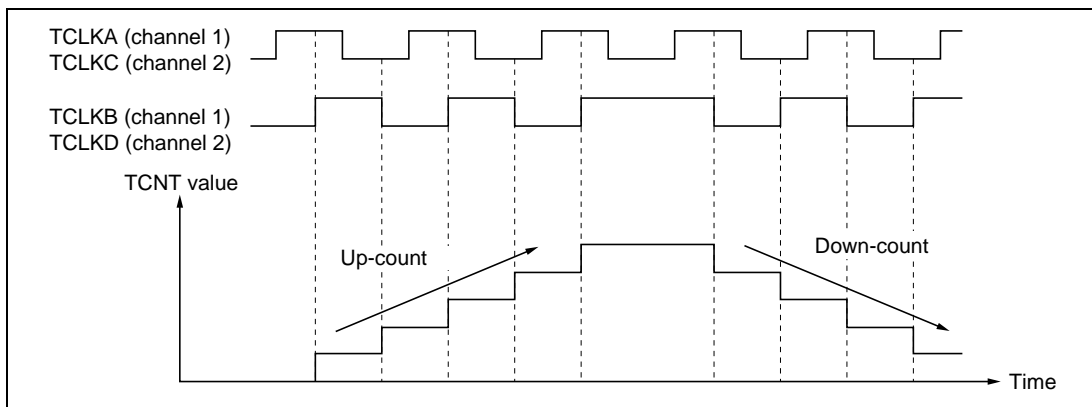 TCLKA (channel 1)
TCLKC (channel 2)
TCLKB (channel 1)
TCLKD (channel 2)
TCNT value
Up-count
Down-count
Time